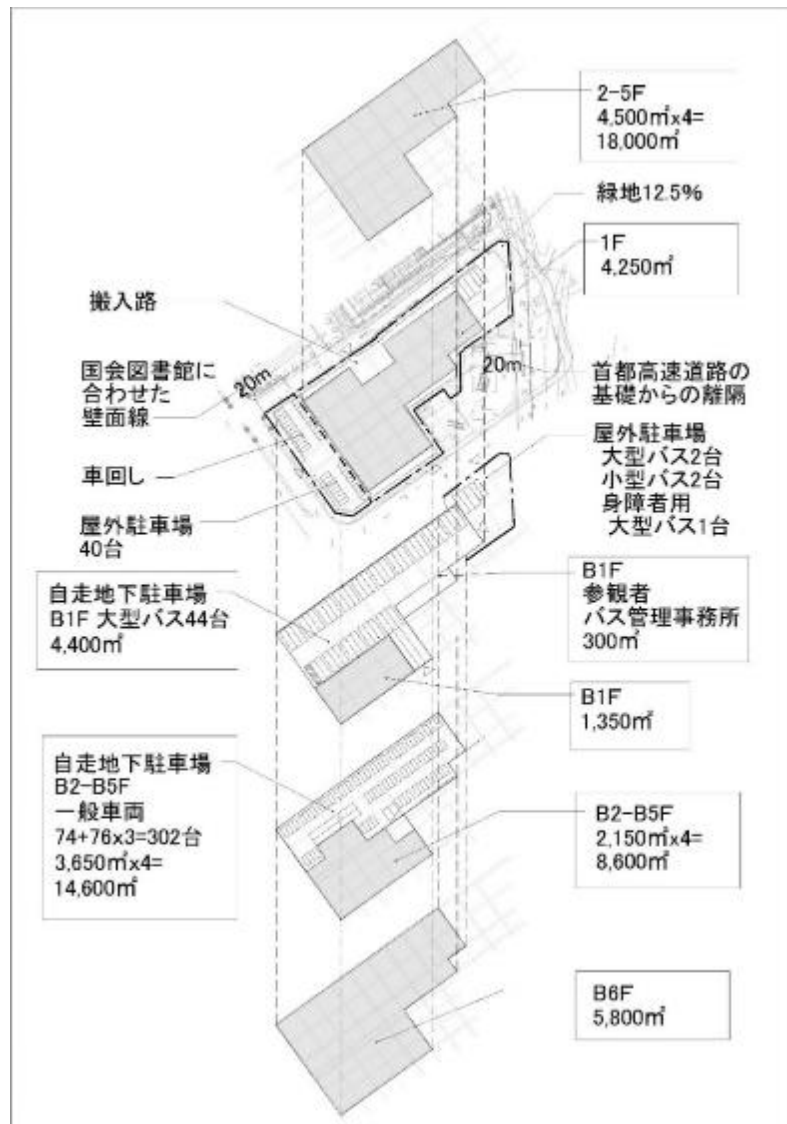 2-5F
4,500㎡x4=
18,000㎡
緑地12.5%
1F
4,250㎡
搬入路
国会図書館に
合わせた
壁面線
20m
20m
首都高速道路の
基礎からの離隔
車回し
屋外駐車場
40台
屋外駐車場
大型バス2台
小型バス2台
身障者用
大型バス1台
自走地下駐車場
B1F 大型バス44台
4,400㎡
B1F
参観者
バス管理事務所
300㎡
B1F
1,350㎡
自走地下駐車場
B2-B5F
一般車両
74+76x3=302台
3,650㎡x4=
14,600㎡
B2-B5F
2,150㎡x4=
8,600㎡
B6F
5,800㎡